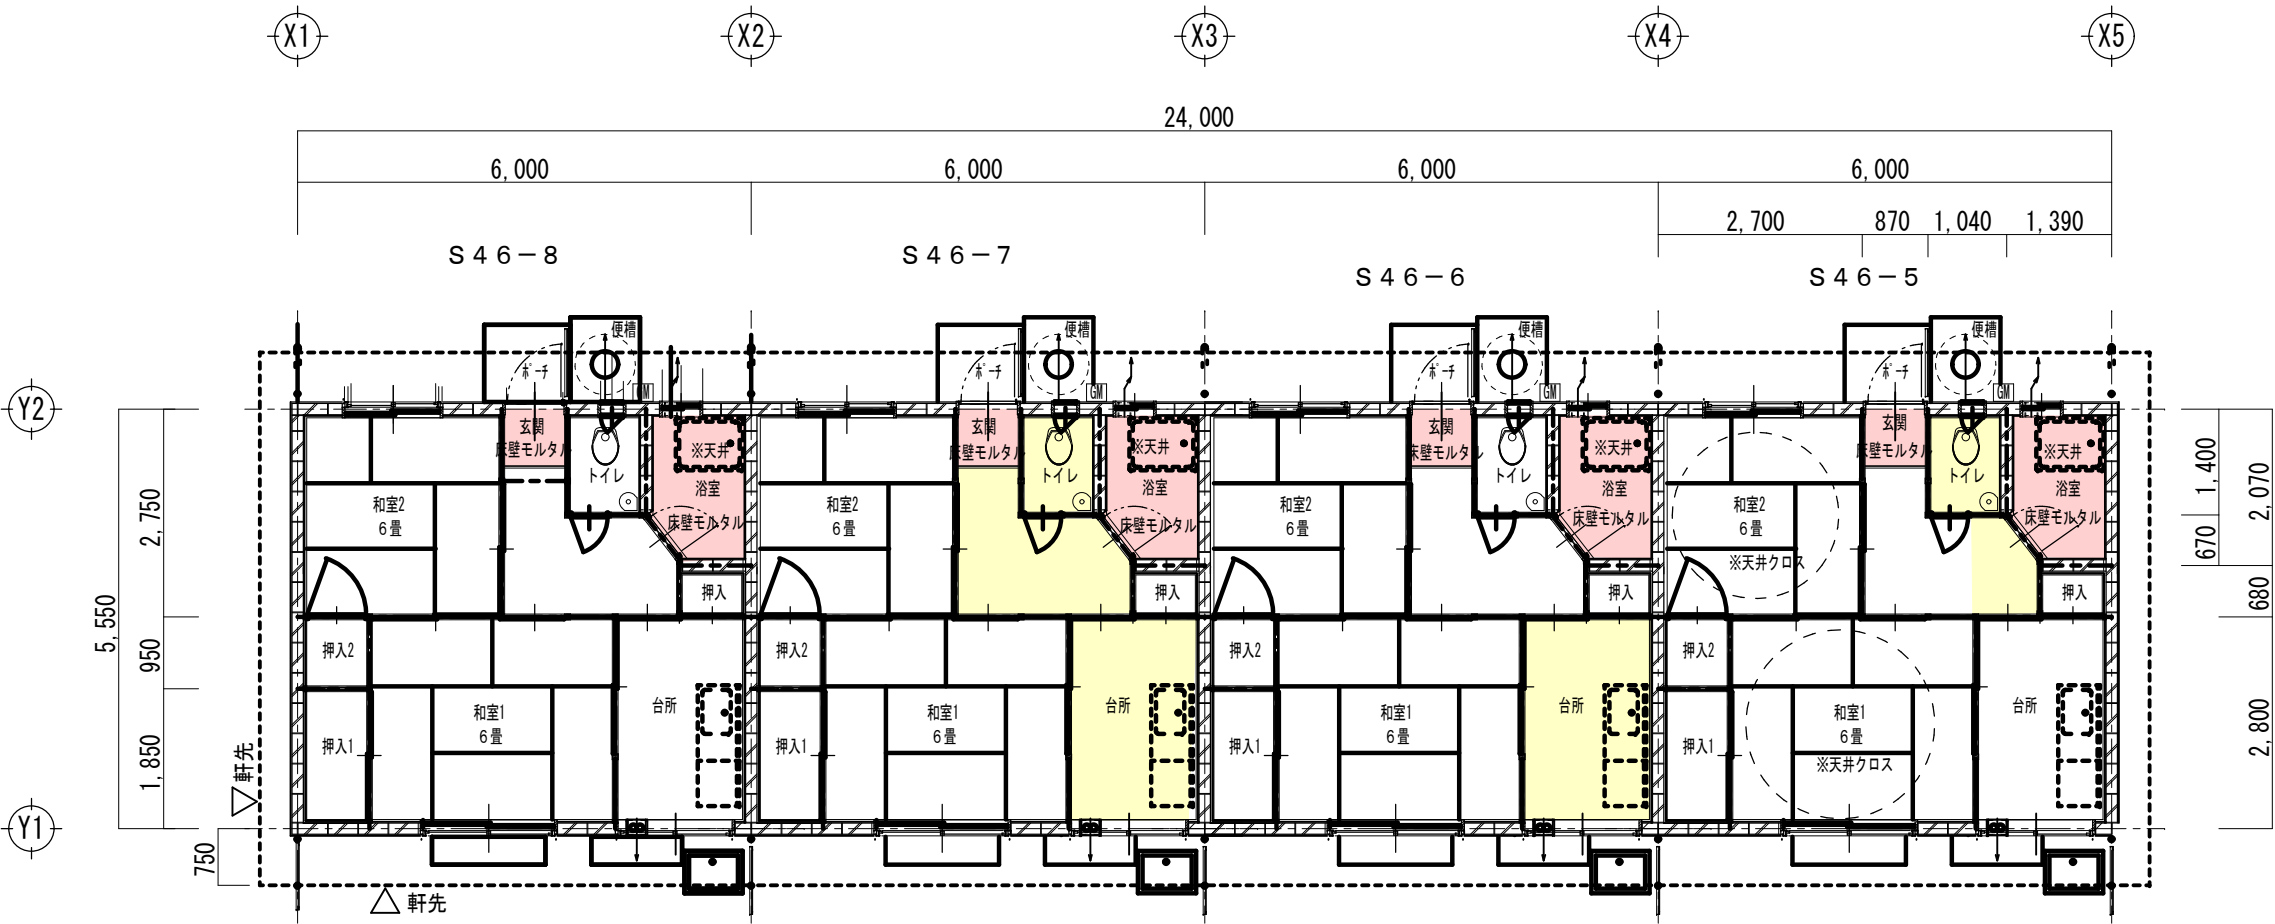 X1 X2 X3 X4 X5
24,000
6,000 6,000 6,000 6,000
2,700 870 1,040 1,390
S46-8 S46-7
S46-6 S46-5
便槽 便槽 便槽 便槽
ポーチ ポーチ ポーチ ポーチ
GM GM GM GM
Y2
玄関 玄関 玄関 玄関
床壁モルタル ※天井 床壁モルタル ※天井 床壁モルタル ※天井 床壁モルタル ※天井
トイレ トイレ トイレ トイレ
浴室 浴室 浴室 浴室
和室2 和室2 和室2 和室2
6畳 床壁モルタル 6畳 床壁モルタル 6畳 床壁モルタル 6畳 床壁モルタル
※天井クロス
押入 押入 押入 押入
押入2 押入2 押入2 押入2
台所 台所 台所 台所
和室1 和室1 和室1 和室1
6畳 6畳 6畳 6畳
押入1 押入1 押入1 押入1
※天井クロス
Y1
5,550
2,750
950
1,850
750
1,400
670
2,070
680
2,800
軒先
軒先